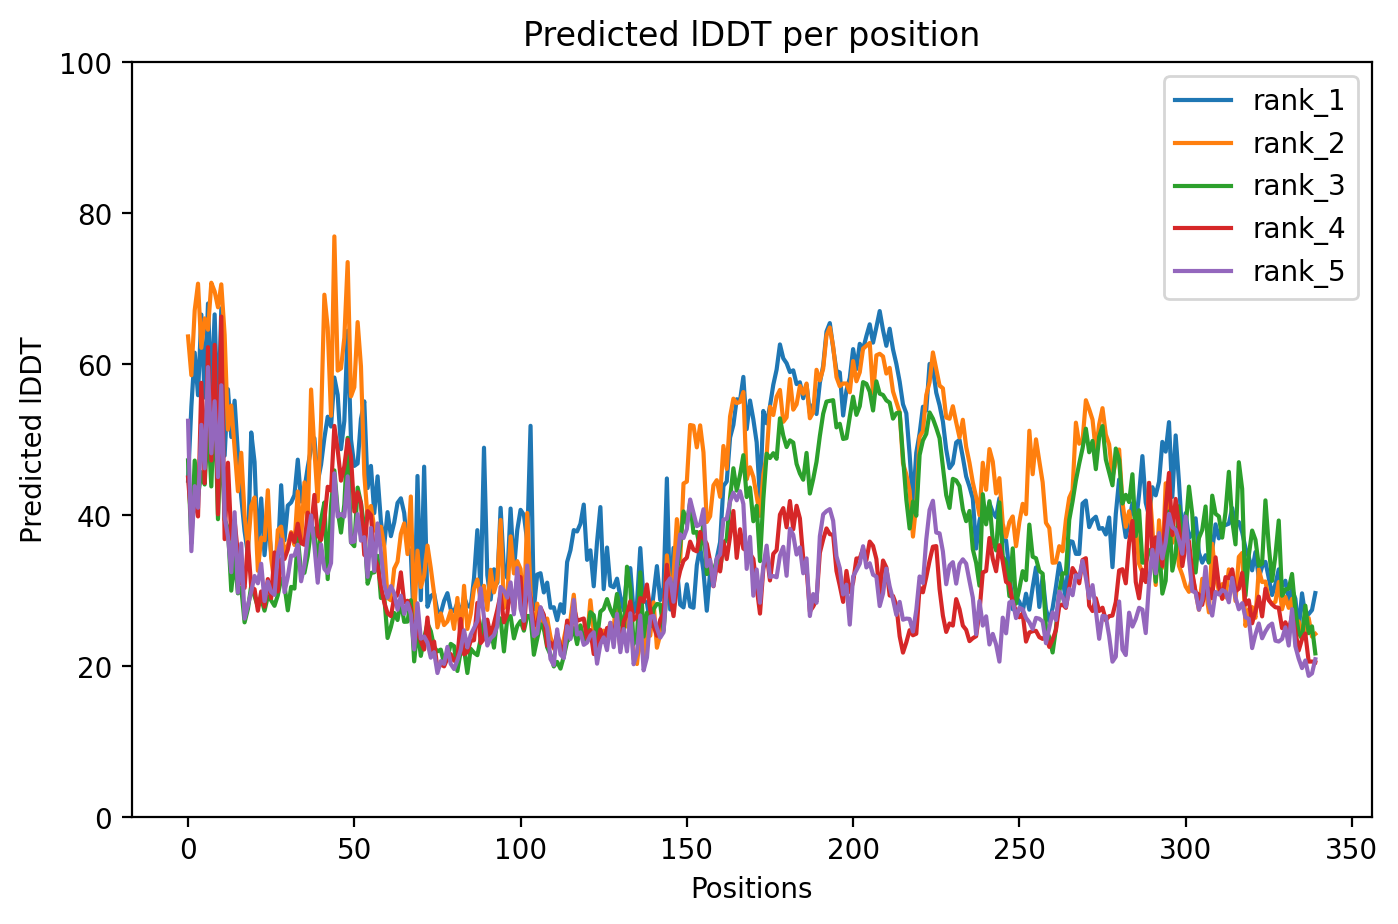 Predicted lDDT per position
Predicted lDDT
100
80
60
40
20
0
0 50 100 150 200 250 300 350
Positions
rank_1
rank_2
rank_3
rank_4
rank_5